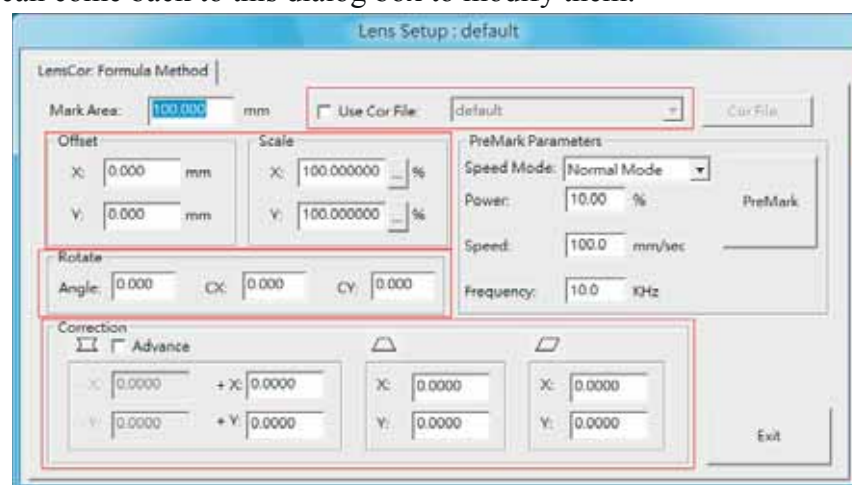 can come back to this dialog box to modify them.
Lens Setup : default
LensCor: Formula Method
Mark Area: 100.000 mm Use Cor File: default Cor File
Offset Scale PreMark Parameters
X: 0.000 mm X: 100.000000 ... % Speed Mode: Normal Mode
Y: 0.000 mm Y: 100.000000 ... % Power: 10.00 % PreMark
Speed: 100.0 mm/sec
Rotate
Angle: 0.000 CX: 0.000 CY: 0.000 Frequency: 10.0 KHz
Correction
Advance
X: 0.0000 + X: 0.0000 X: 0.0000 X: 0.0000
Y: 0.0000 + Y: 0.0000 Y: 0.0000 Y: 0.0000
Exit